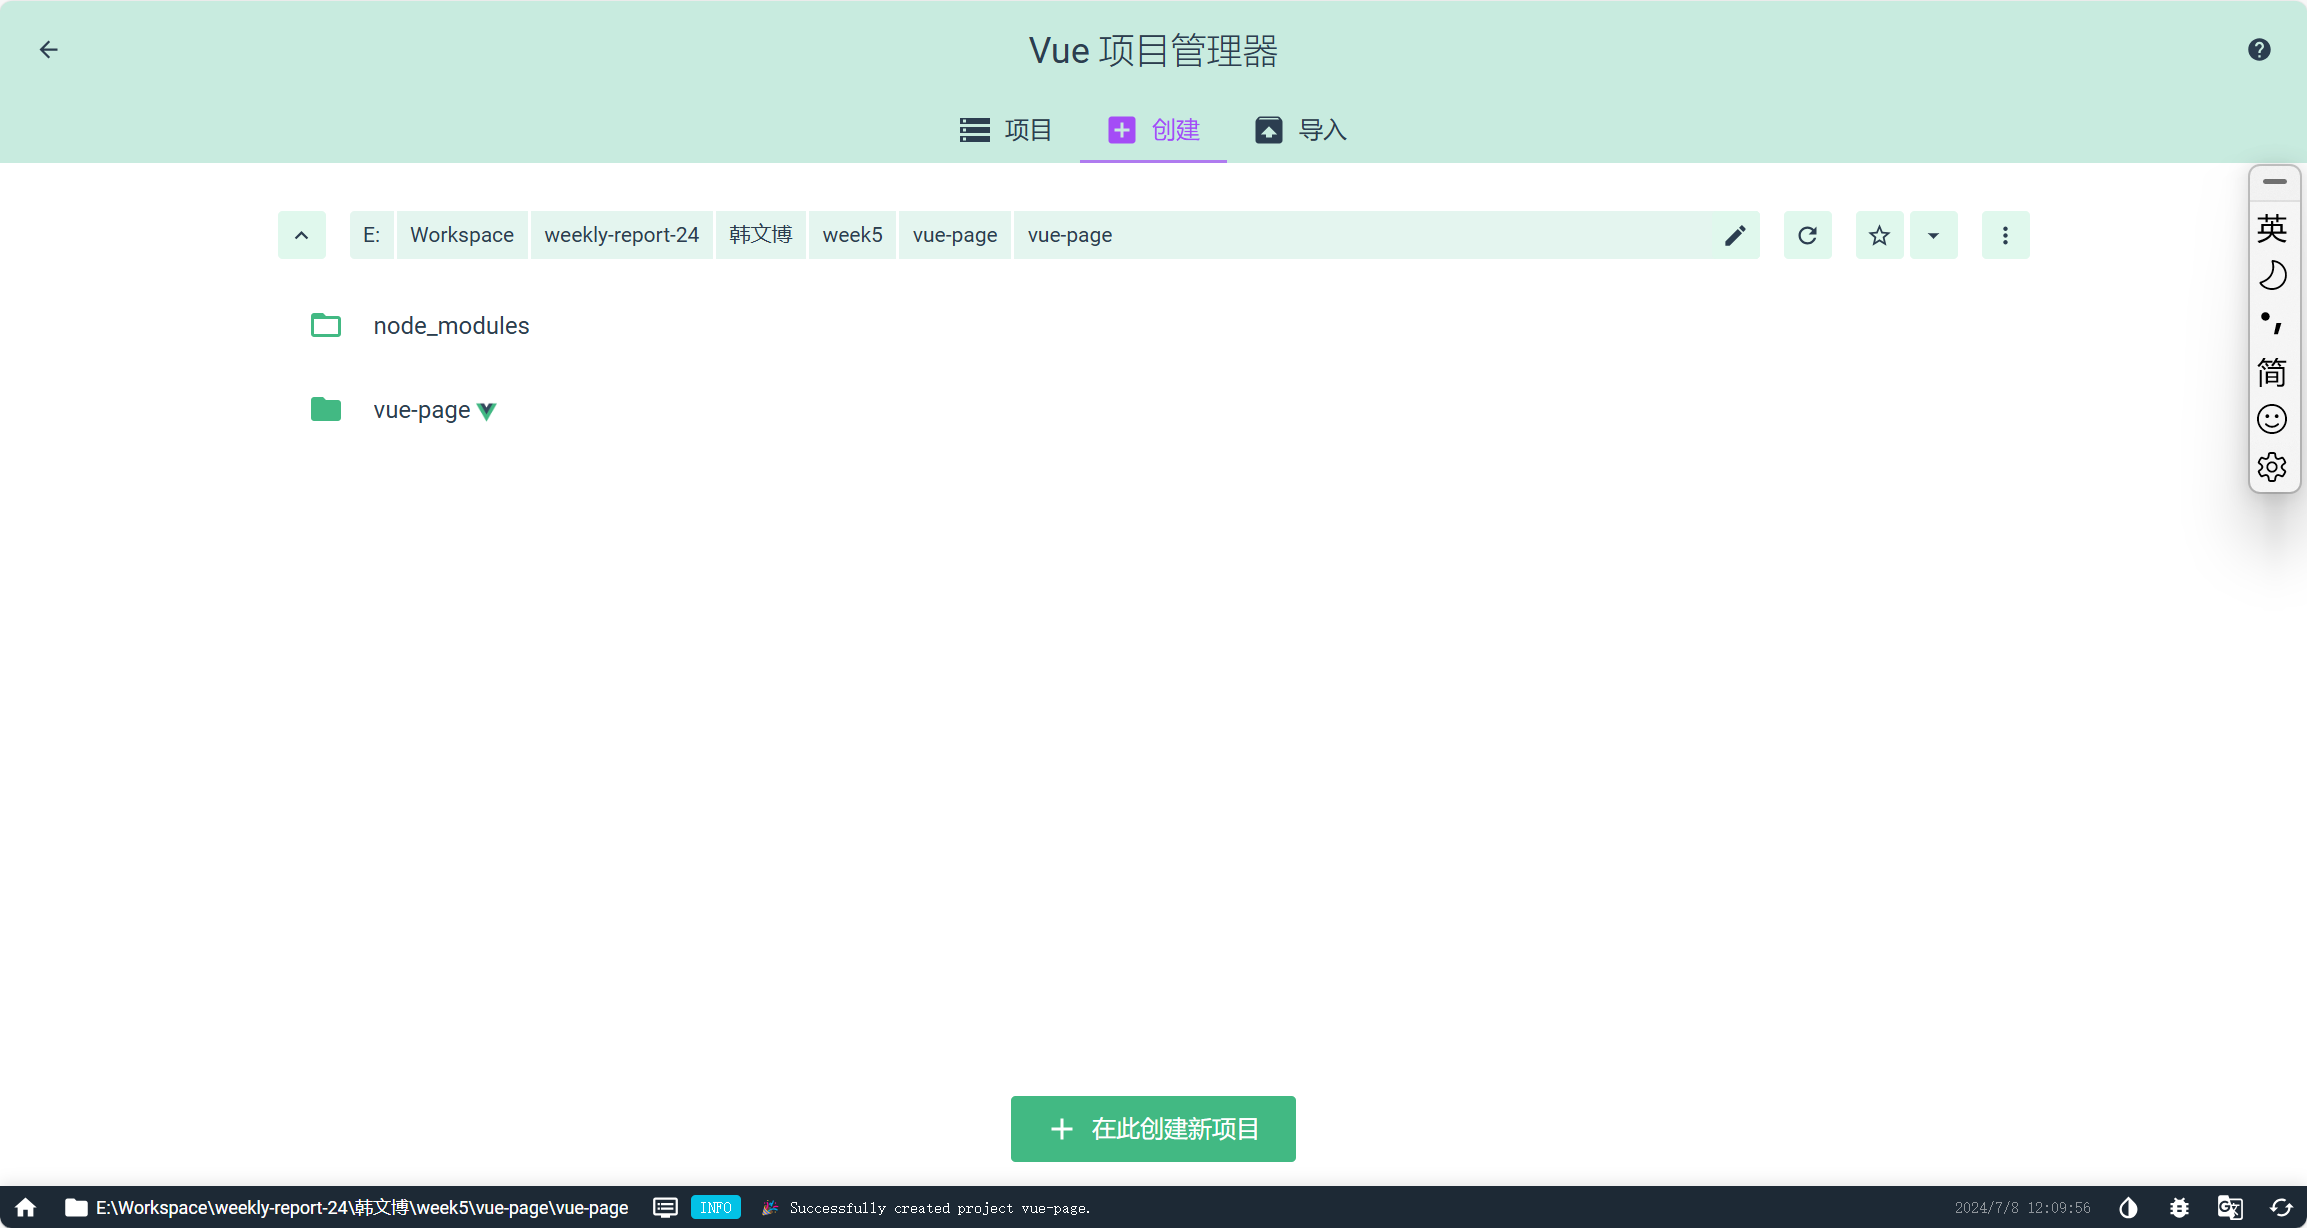 Vue 项目管理器
项目 创建 导入
E: Workspace weekly-report-24 韩文博 week5 vue-page vue-page
node_modules
vue-page
英
简
在此创建新项目
E:\Workspace\weekly-report-24\韩文博\week5\vue-page\vue-page INFO Successfully created project vue-page. 2024/7/8 12:09:56